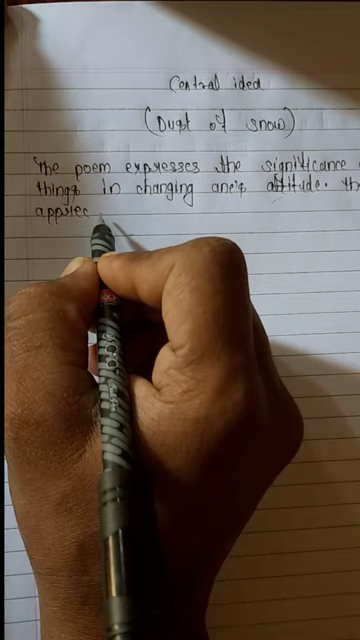 Central idea
(Dust of snow)
The poem expresses the significance
things in changing one's attitude. The
apprec